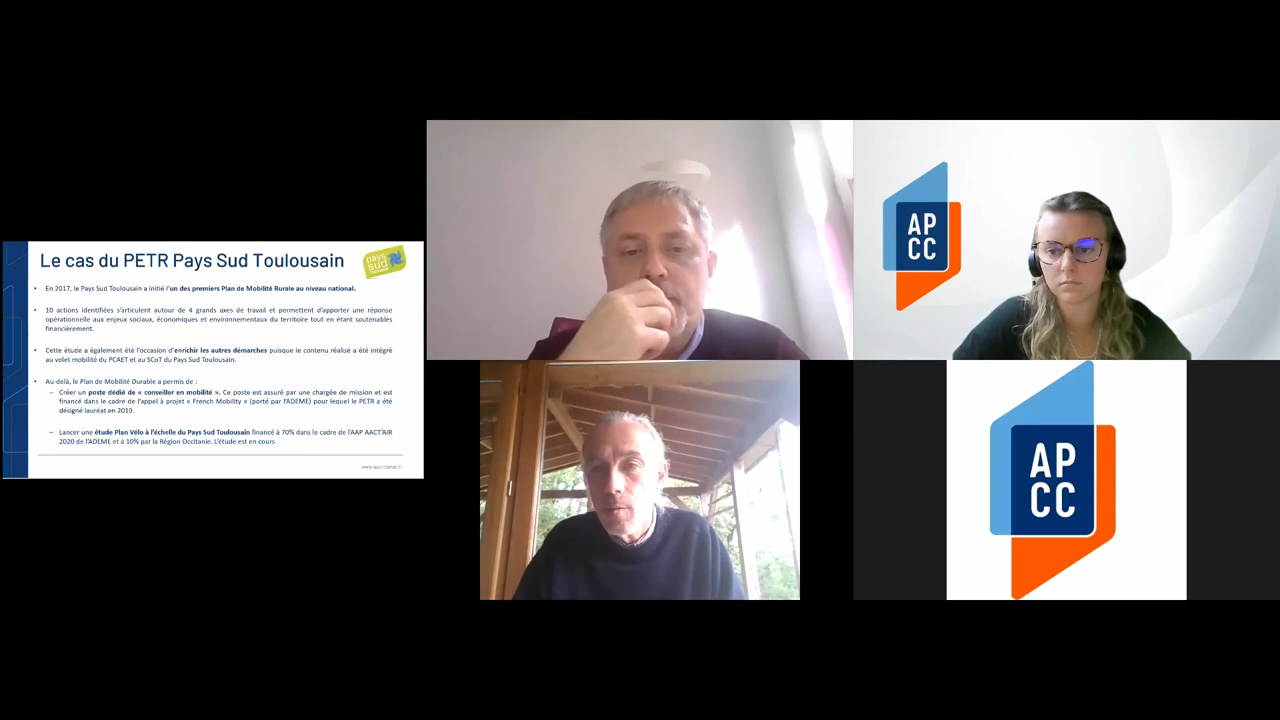 Le cas du PETR Pays Sud Toulousain
pays
sud
• En 2017, le Pays Sud Toulousain a initié l'un des premiers Plan de Mobilité Rurale au niveau national.
• 10 actions identifiées s'articulent autour de 4 grands axes de travail et permettent d'apporter une réponse
opérationnelle aux enjeux sociaux, économiques et environnementaux du territoire tout en étant soutenables
financièrement.
• Cette étude a également été l'occasion d'enrichir les autres démarches puisque le contenu réalisé a été intégré
au volet mobilité du PCAET et au SCoT du Pays Sud Toulousain.
• Au-delà, le Plan de Mobilité Durable a permis de :
– Créer un poste dédié de « conseiller en mobilité ». Ce poste est assuré par une chargée de mission et est
financé dans le cadre de l'appel à projet « French Mobility » (porté par l'ADEME) pour lequel le PETR a été
désigné lauréat en 2019.
– Lancer une étude Plan Vélo à l'échelle du Pays Sud Toulousain financé à 70% dans le cadre de l'AAP AACT'AIR
2020 de l'ADEME et à 10% par la Région Occitanie. L'étude est en cours
AP
CC
AP
CC